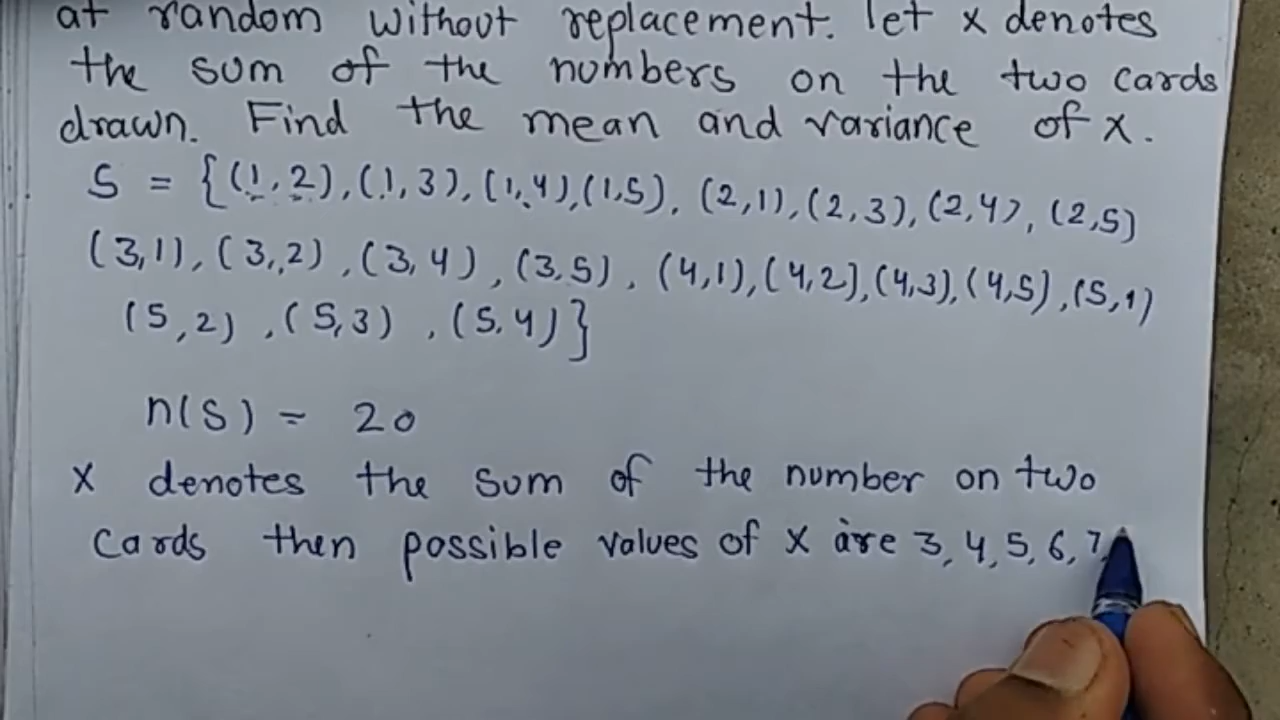 at random without replacement. let x denotes
the sum of the numbers on the two cards
drawn. Find the mean and variance of x.
S = {(1,2),(1,3),(1,4),(1,5),(2,1),(2,3),(2,4),(2,5)
(3,1),(3,2),(3,4),(3,5),(4,1),(4,2),(4,3),(4,5),(5,1)
(5,2),(5,3),(5,4)}
n(S) = 20
X denotes the sum of the number on two
cards then possible values of X are 3,4,5,6,7,